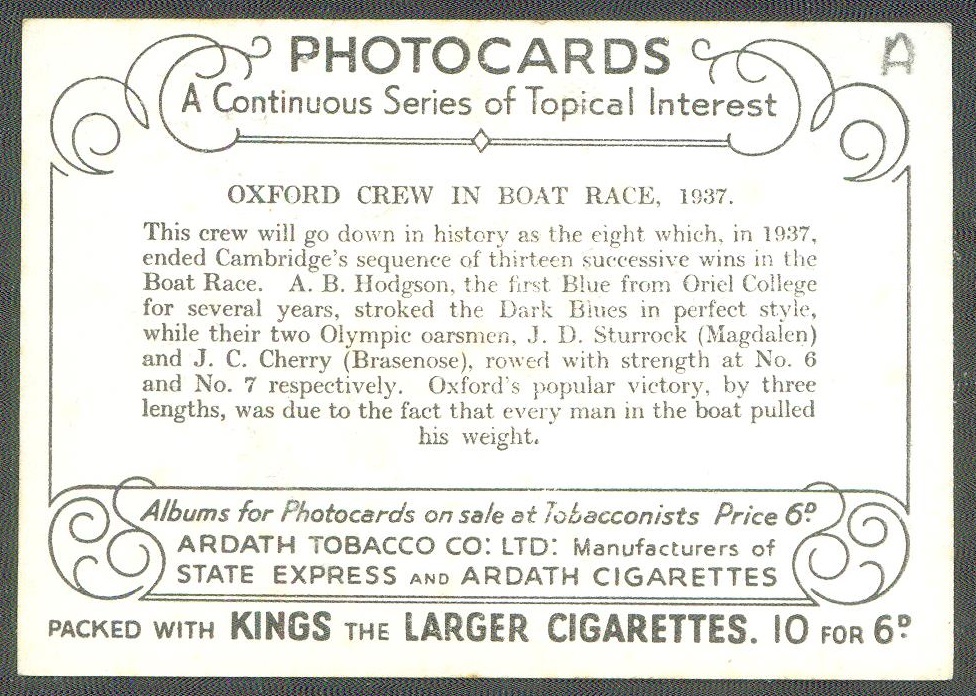 PHOTOCARDS
A
A Continuous Series of Topical Interest
OXFORD CREW IN BOAT RACE, 1937.
This crew will go down in history as the eight which, in 1937,
ended Cambridge's sequence of thirteen successive wins in the
Boat Race. A. B. Hodgson, the first Blue from Oriel College
for several years, stroked the Dark Blues in perfect style,
while their two Olympic oarsmen, J. D. Sturrock (Magdalen)
and J. C. Cherry (Brasenose), rowed with strength at No. 6
and No. 7 respectively. Oxford's popular victory, by three
lengths, was due to the fact that every man in the boat pulled
his weight.
Albums for Photocards on sale at Tobacconists Price 6D
ARDATH TOBACCO CO: LTD: Manufacturers of
STATE EXPRESS AND ARDATH CIGARETTES
PACKED WITH KINGS THE LARGER CIGARETTES. 10 FOR 6D